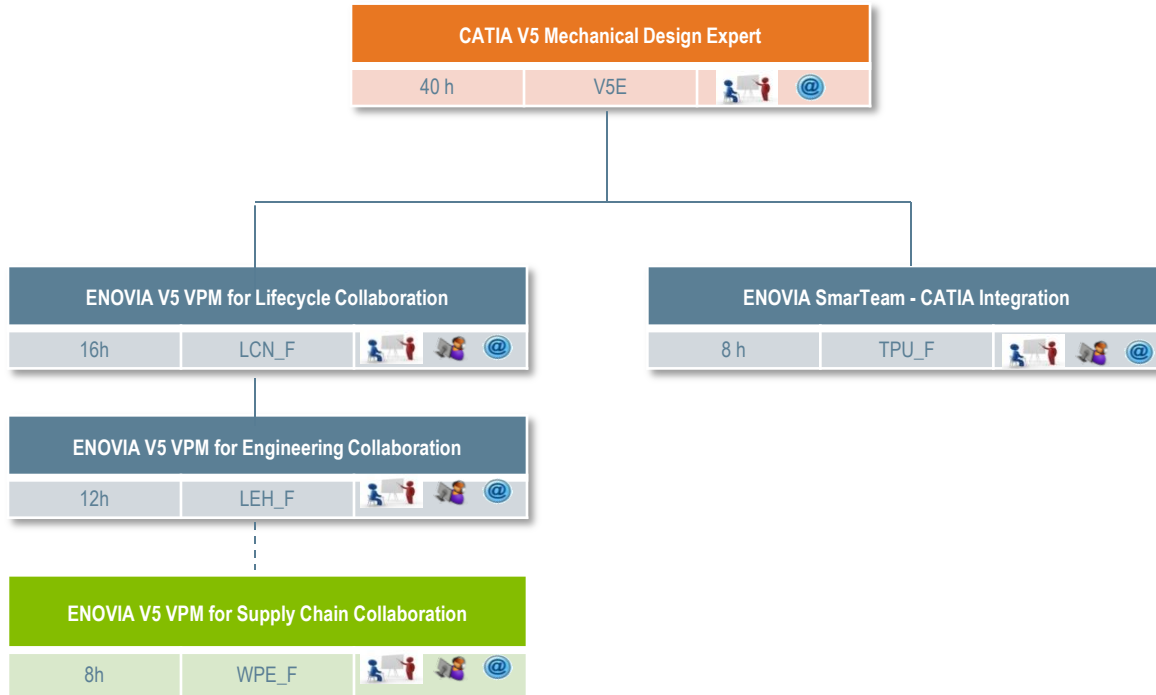 CATIA V5 Mechanical Design Expert
40 h V5E @
ENOVIA V5 VPM for Lifecycle Collaboration
16h LCN_F @
ENOVIA SmarTeam - CATIA Integration
8 h TPU_F @
ENOVIA V5 VPM for Engineering Collaboration
12h LEH_F @
ENOVIA V5 VPM for Supply Chain Collaboration
8h WPE_F @